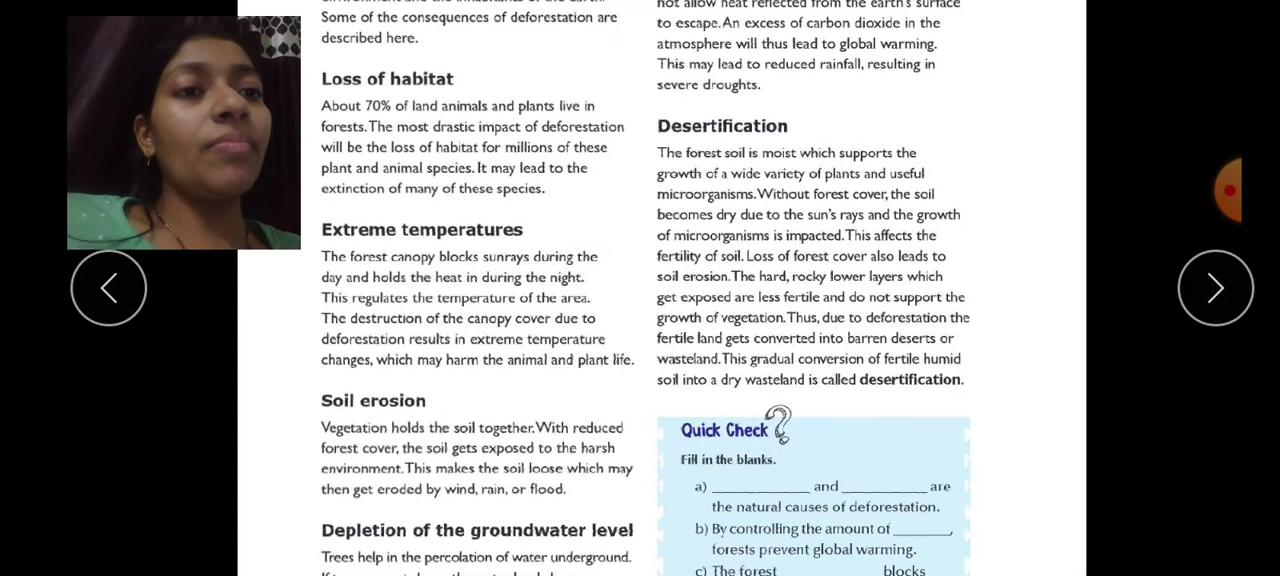 Some of the consequences of deforestation are
described here.
Loss of habitat
About 70% of land animals and plants live in
forests. The most drastic impact of deforestation
will be the loss of habitat for millions of these
plant and animal species. It may lead to the
extinction of many of these species.
Extreme temperatures
The forest canopy blocks sunrays during the
day and holds the heat in during the night.
This regulates the temperature of the area.
The destruction of the canopy cover due to
deforestation results in extreme temperature
changes, which may harm the animal and plant life.
Soil erosion
Vegetation holds the soil together. With reduced
forest cover, the soil gets exposed to the harsh
environment. This makes the soil loose which may
then get eroded by wind, rain, or flood.
Depletion of the groundwater level
Trees help in the percolation of water underground.
not allow heat reflected from the earth's surface
to escape. An excess of carbon dioxide in the
atmosphere will thus lead to global warming.
This may lead to reduced rainfall, resulting in
severe droughts.
Desertification
The forest soil is moist which supports the
growth of a wide variety of plants and useful
microorganisms. Without forest cover, the soil
becomes dry due to the sun's rays and the growth
of microorganisms is impacted. This affects the
fertility of soil. Loss of forest cover also leads to
soil erosion. The hard, rocky lower layers which
get exposed are less fertile and do not support the
growth of vegetation. Thus, due to deforestation the
fertile land gets converted into barren deserts or
wasteland. This gradual conversion of fertile humid
soil into a dry wasteland is called desertification.
Quick Check ?
Fill in the blanks.
a) ____________ and ____________ are
the natural causes of deforestation.
b) By controlling the amount of ________,
forests prevent global warming.
c) The forest ____________ blocks